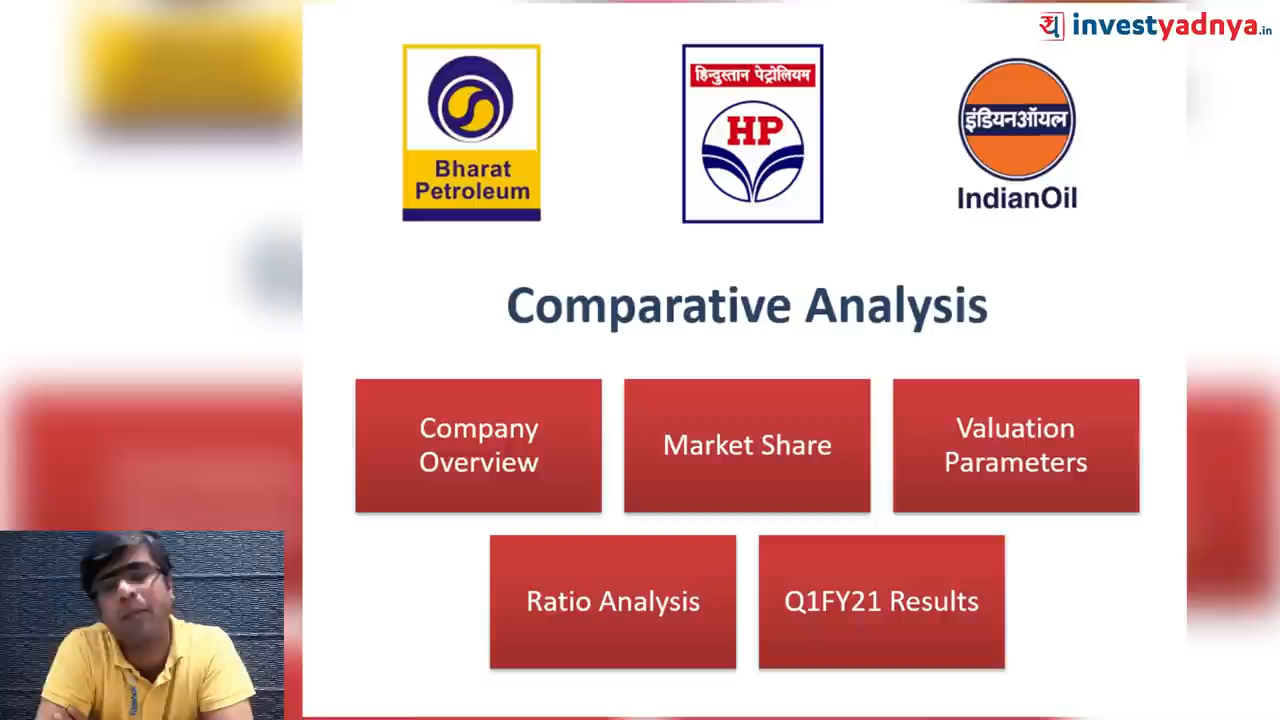 य investyadnya.in
Bharat
Petroleum
हिन्दुस्तान पेट्रोलियम
HP
इंडियनऑयल
IndianOil
Comparative Analysis
Company
Overview
Market Share
Valuation
Parameters
Ratio Analysis
Q1FY21 Results